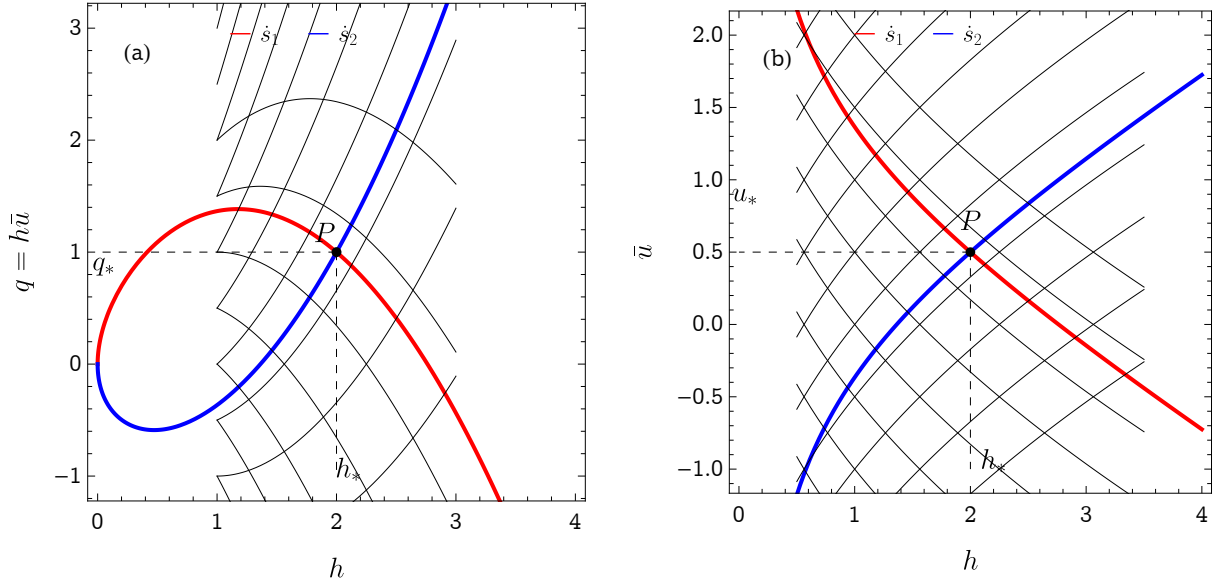 (a)
ṡ₁ ṡ₂
3
2
1
0
−1
q = hū
q*
P
h*
0 1 2 3 4
h
(b)
ṡ₁ ṡ₂
2.0
1.5
1.0
0.5
0.0
−0.5
−1.0
ū
u*
P
h*
0 1 2 3 4
h